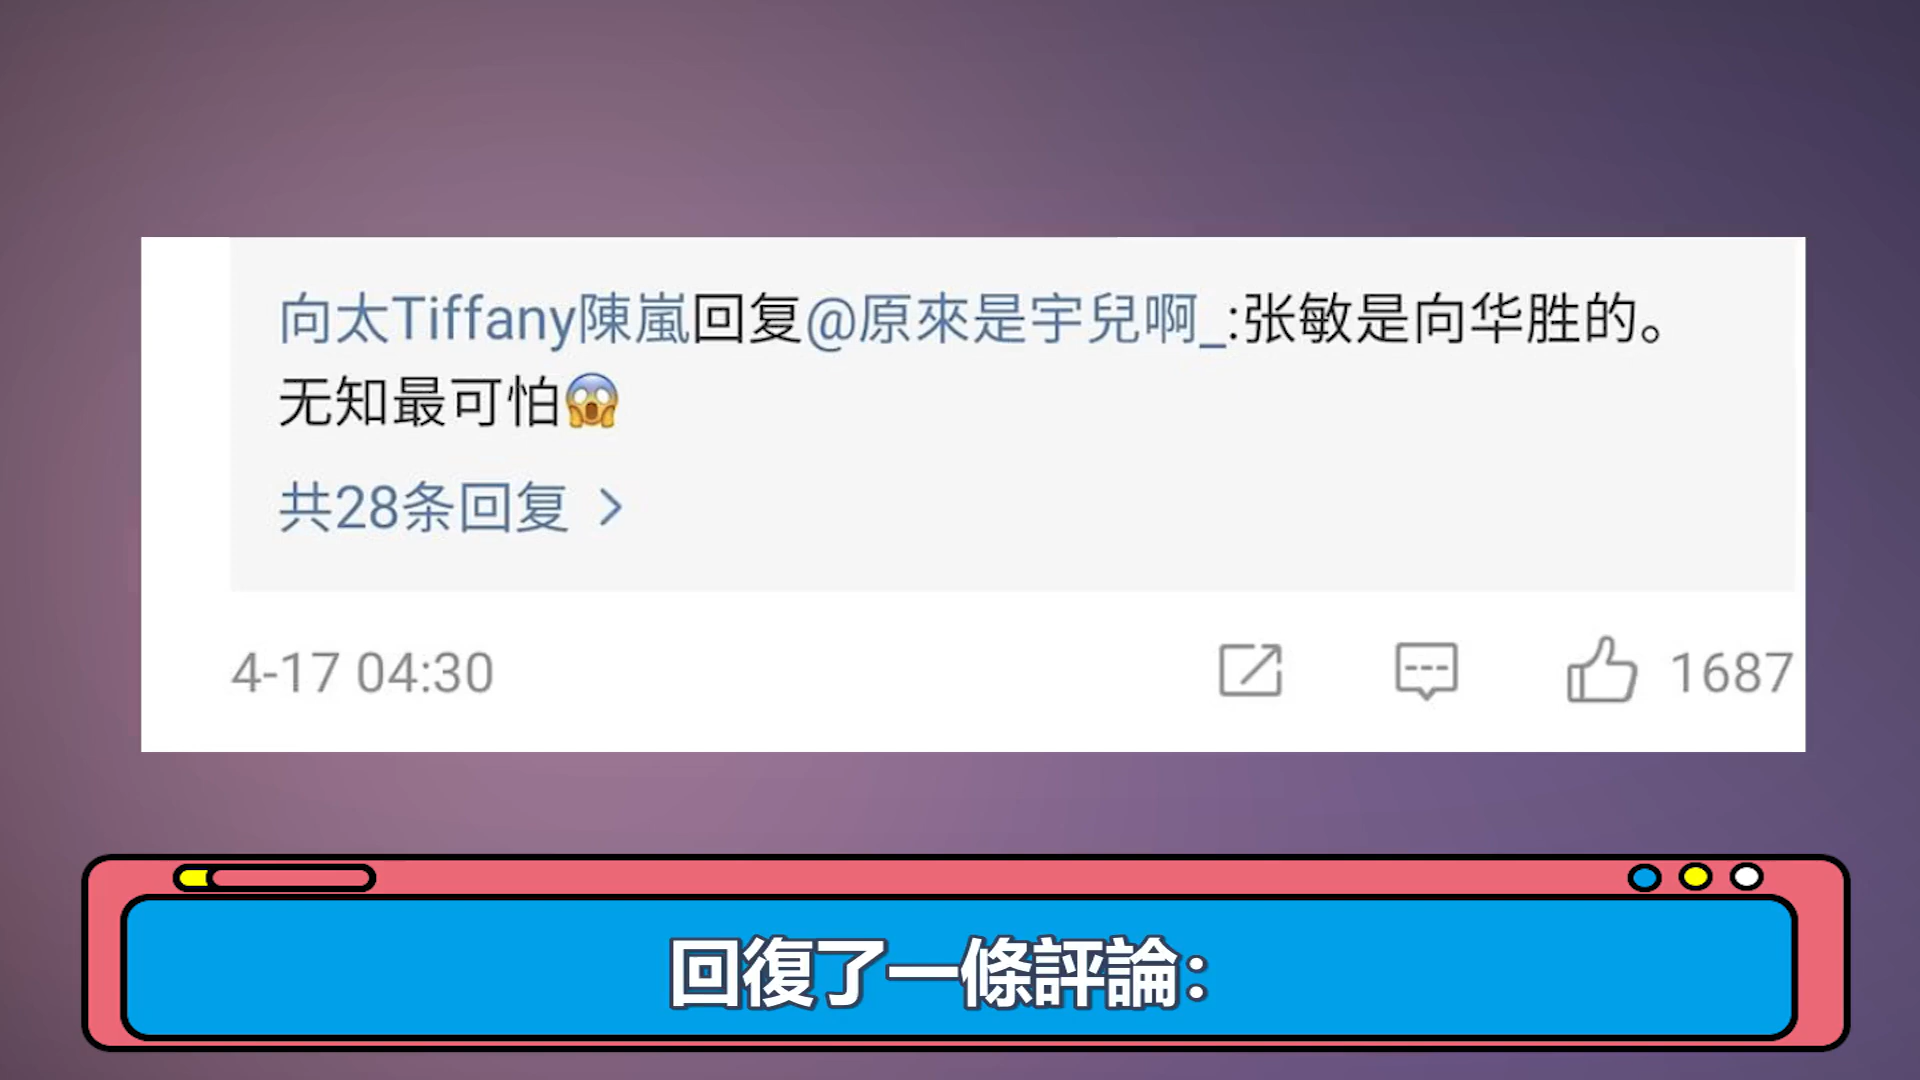 向太Tiffany陳嵐回复@原來是宇兒啊_:张敏是向华胜的。
无知最可怕😱
共28条回复 >
4-17 04:30 1687
回復了一條評論：